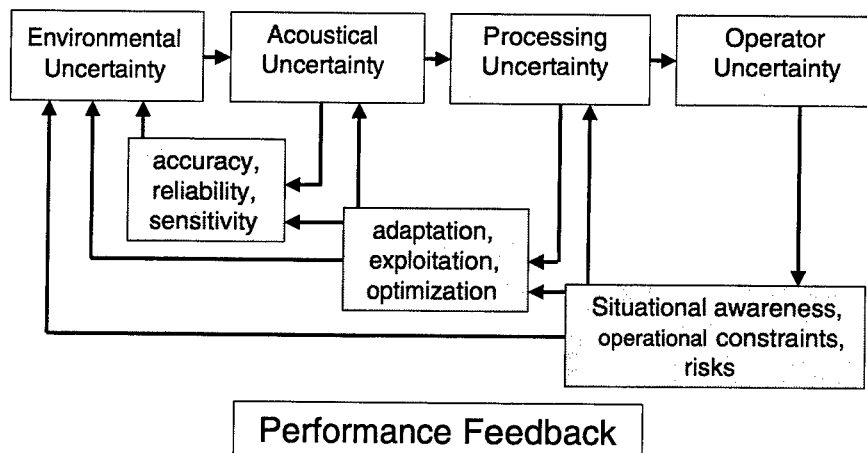 Environmental
Uncertainty
Acoustical
Uncertainty
Processing
Uncertainty
Operator
Uncertainty
accuracy,
reliability,
sensitivity
adaptation,
exploitation,
optimization
Situational awareness,
operational constraints,
risks
Performance Feedback